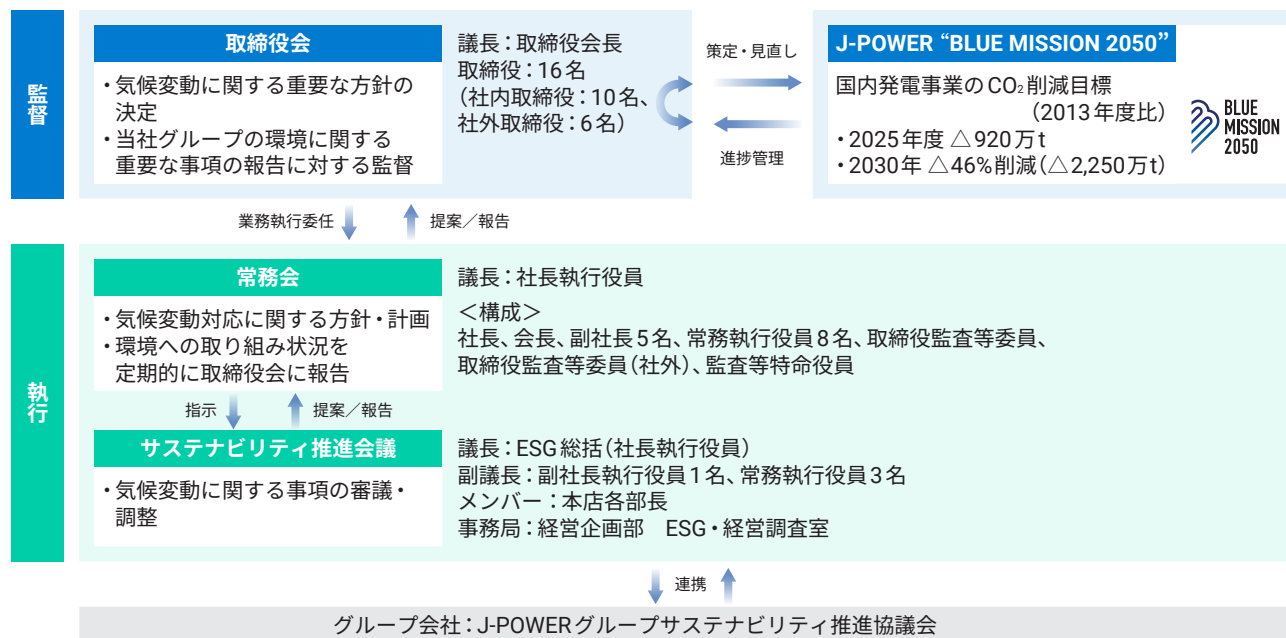 監督
取締役会
・気候変動に関する重要な方針の
決定
・当社グループの環境に関する
重要な事項の報告に対する監督
議長：取締役会長
取締役：16名
（社内取締役：10名、
社外取締役：6名）
策定・見直し
進捗管理
J-POWER “BLUE MISSION 2050”
国内発電事業のCO₂削減目標
（2013年度比）
・2025年度 △920万t
・2030年 △46%削減（△2,250万t）
BLUE
MISSION
2050
業務執行委任
提案／報告
執行
常務会
・気候変動対応に関する方針・計画
・環境への取り組み状況を
定期的に取締役会に報告
議長：社長執行役員
＜構成＞
社長、会長、副社長5名、常務執行役員8名、取締役監査等委員、
取締役監査等委員（社外）、監査等特命役員
指示
提案／報告
サステナビリティ推進会議
・気候変動に関する事項の審議・
調整
議長：ESG総括（社長執行役員）
副議長：副社長執行役員1名、常務執行役員3名
メンバー：本店各部長
事務局：経営企画部　ESG・経営調査室
連携
グループ会社：J-POWERグループサステナビリティ推進協議会